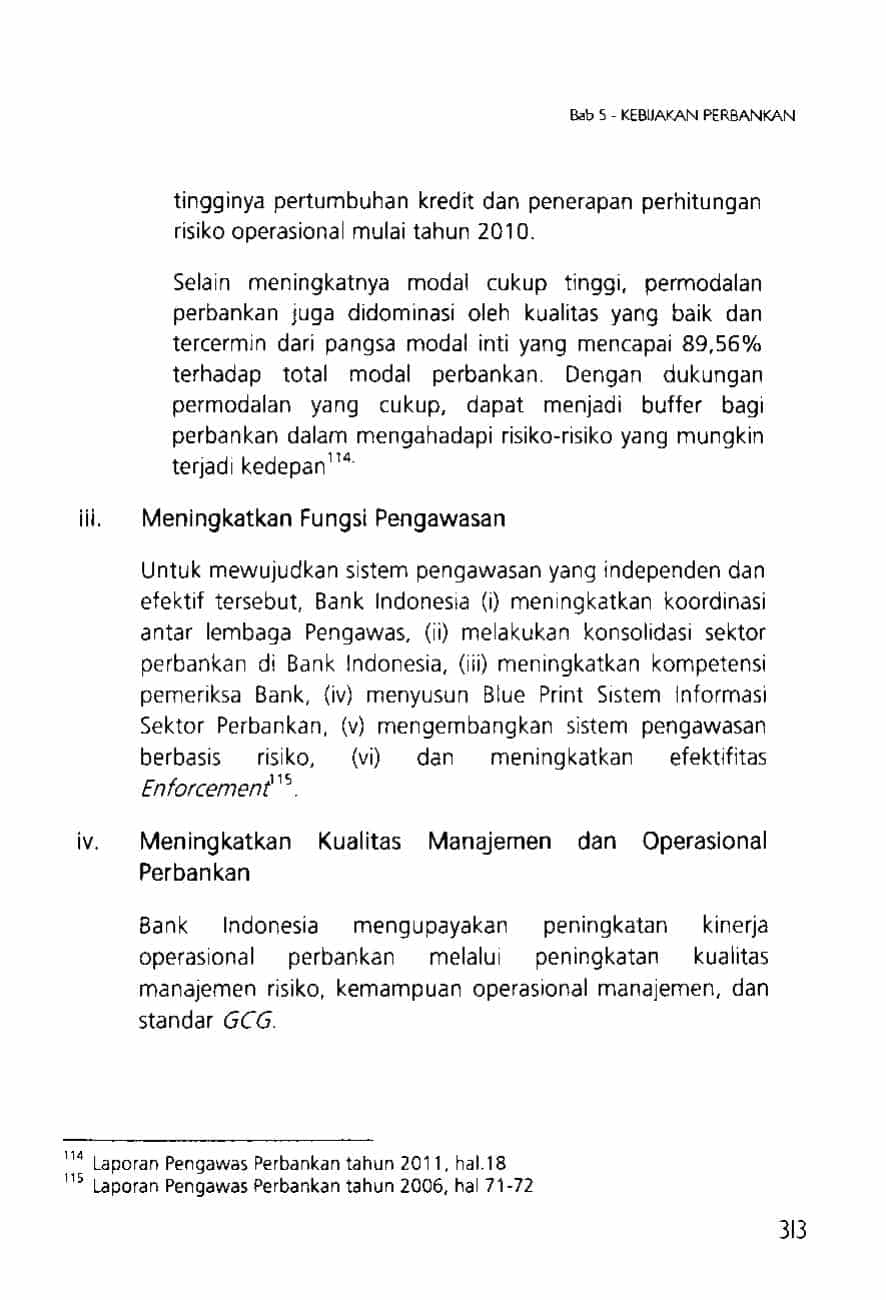 Bab 5 - KEBIJAKAN PERBANKAN
tingginya pertumbuhan kredit dan penerapan perhitungan
risiko operasional mulai tahun 2010.
Selain meningkatnya modal cukup tinggi, permodalan
perbankan juga didominasi oleh kualitas yang baik dan
tercermin dari pangsa modal inti yang mencapai 89,56%
terhadap total modal perbankan. Dengan dukungan
permodalan yang cukup, dapat menjadi buffer bagi
perbankan dalam mengahadapi risiko-risiko yang mungkin
terjadi kedepan114.
iii. Meningkatkan Fungsi Pengawasan
Untuk mewujudkan sistem pengawasan yang independen dan
efektif tersebut, Bank Indonesia (i) meningkatkan koordinasi
antar lembaga Pengawas, (ii) melakukan konsolidasi sektor
perbankan di Bank Indonesia, (iii) meningkatkan kompetensi
pemeriksa Bank, (iv) menyusun Blue Print Sistem Informasi
Sektor Perbankan, (v) mengembangkan sistem pengawasan
berbasis risiko, (vi) dan meningkatkan efektifitas
Enforcement115.
iv. Meningkatkan Kualitas Manajemen dan Operasional
Perbankan
Bank Indonesia mengupayakan peningkatan kinerja
operasional perbankan melalui peningkatan kualitas
manajemen risiko, kemampuan operasional manajemen, dan
standar GCG.
114 Laporan Pengawas Perbankan tahun 2011, hal.18
115 Laporan Pengawas Perbankan tahun 2006, hal 71-72
313